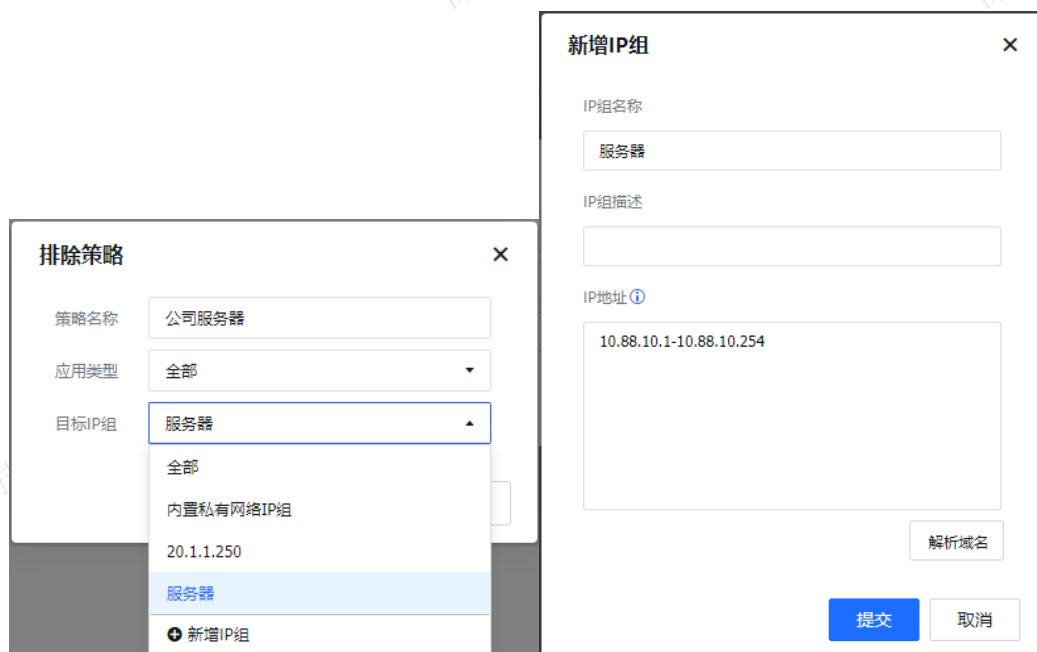 排除策略
策略名称
公司服务器
应用类型
全部
目标IP组
服务器
全部
内置私有网络IP组
20.1.1.250
服务器
新增IP组
新增IP组
IP组名称
服务器
IP组描述
IP地址
10.88.10.1-10.88.10.254
解析域名
提交
取消